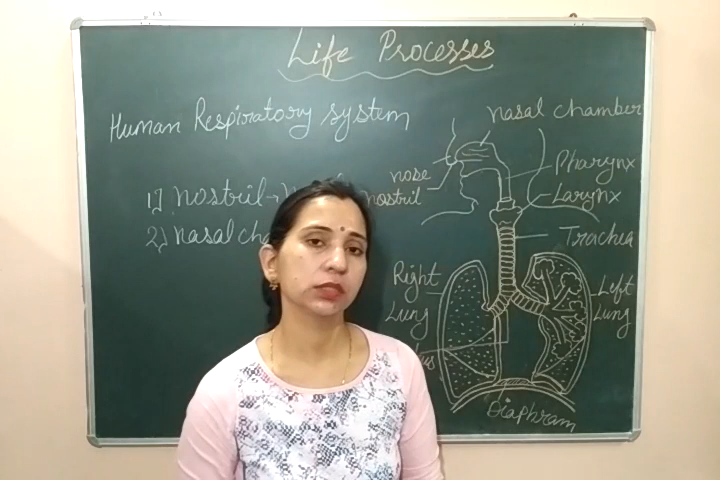 Life Processes
Human Respiratory system
nasal chamber
nose
nostril
Pharynx
Larynx
1) nostril →
2) nasal
Trachea
Right
Lung
Left
Lung
Diaphram